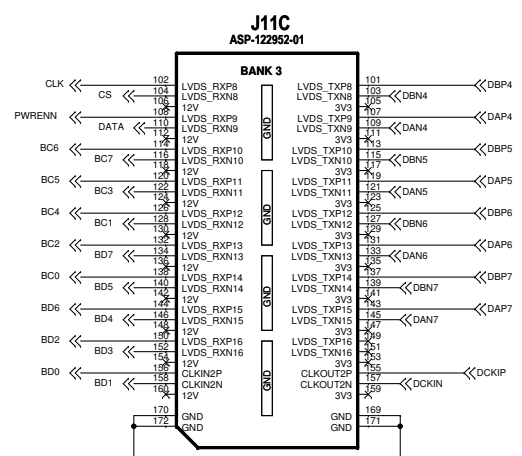 J11C
ASP-122952-01
BANK 3
CLK 102 LVDS_RXP8 LVDS_TXP8 101 DBP4
CS 104 LVDS_RXN8 LVDS_TXN8 103 DBN4
106 12V 3V3 105
PWRENN 108 LVDS_RXP9 LVDS_TXP9 107 DAP4
DATA 110 LVDS_RXN9 LVDS_TXN9 109 DAN4
112 12V 3V3 111
BC6 114 LVDS_RXP10 LVDS_TXP10 113 DBP5
BC7 116 LVDS_RXN10 LVDS_TXN10 115 DBN5
118 12V 3V3 117
BC5 120 LVDS_RXP11 LVDS_TXP11 119 DAP5
BC3 122 LVDS_RXN11 LVDS_TXN11 121 DAN5
124 12V 3V3 123
BC4 126 LVDS_RXP12 LVDS_TXP12 125 DBP6
BC1 128 LVDS_RXN12 LVDS_TXN12 127 DBN6
130 12V 3V3 129
BC2 132 LVDS_RXP13 LVDS_TXP13 131 DAP6
BD7 134 LVDS_RXN13 LVDS_TXN13 133 DAN6
136 12V 3V3 135
BC0 138 LVDS_RXP14 LVDS_TXP14 137 DBP7
BD5 140 LVDS_RXN14 LVDS_TXN14 139 DBN7
142 12V 3V3 141
BD6 144 LVDS_RXP15 LVDS_TXP15 143 DAP7
BD4 146 LVDS_RXN15 LVDS_TXN15 145 DAN7
148 12V 3V3 147
BD2 150 LVDS_RXP16 LVDS_TXP16 149
BD3 152 LVDS_RXN16 LVDS_TXN16 151
154 12V 3V3 153
BD0 156 CLKIN2P CLKOUT2P 155 DCKIP
BD1 158 CLKIN2N CLKOUT2N 157 DCKIN
160 12V 3V3 159
170 GND GND 169
172 GND GND 171
GND
GND
GND
GND